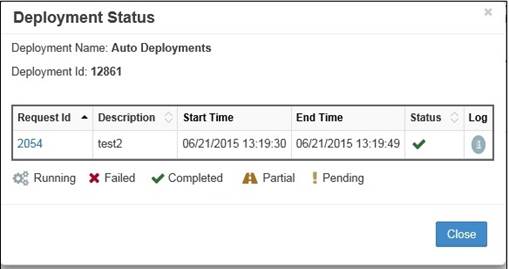 Deployment Status
Deployment Name: Auto Deployments
Deployment Id: 12861
Request Id Description Start Time End Time Status Log
2054 test2 06/21/2015 13:19:30 06/21/2015 13:19:49
Running Failed Completed Partial Pending
Close